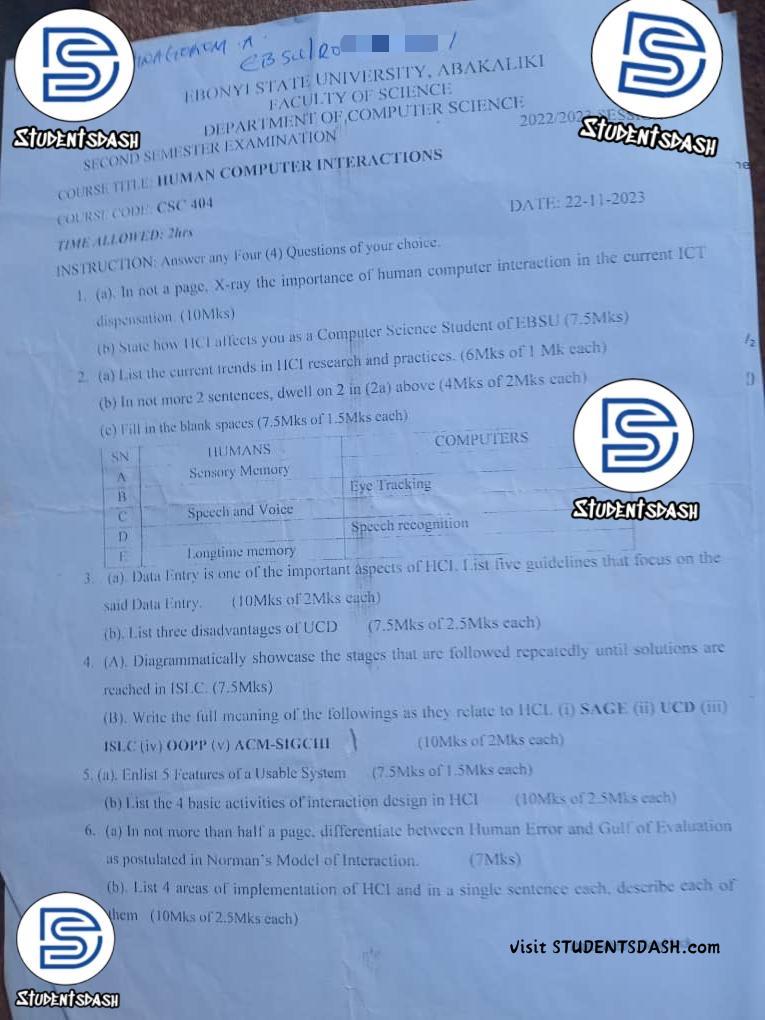 STUDENTSDASH
STUDENTSDASH
A
EBSU/
EBONYI STATE UNIVERSITY, ABAKALIKI
FACULTY OF SCIENCE
DEPARTMENT OF COMPUTER SCIENCE
SECOND SEMESTER EXAMINATION 2022/2023 SESSION
COURSE TITLE: HUMAN COMPUTER INTERACTIONS
COURSE CODE: CSC 404 DATE: 22-11-2023
TIME ALLOWED: 2hrs
INSTRUCTION: Answer any Four (4) Questions of your choice.
1. (a). In not a page, X-ray the importance of human computer interaction in the current ICT
dispensation. (10Mks)
(b) State how HCI affects you as a Computer Science Student of EBSU (7.5Mks)
2. (a) List the current trends in HCI research and practices. (6Mks of 1 Mk each)
(b) In not more 2 sentences, dwell on 2 in (2a) above (4Mks of 2Mks each)
(c) Fill in the blank spaces (7.5Mks of 1.5Mks each)
SN HUMANS COMPUTERS
A Sensory Memory
B Eye Tracking
C Speech and Voice
D Speech recognition
E Longtime memory
STUDENTSDASH
3. (a). Data Entry is one of the important aspects of HCI. List five guidelines that focus on the
said Data Entry. (10Mks of 2Mks each)
(b). List three disadvantages of UCD (7.5Mks of 2.5Mks each)
4. (A). Diagrammatically showcase the stages that are followed repeatedly until solutions are
reached in ISLC. (7.5Mks)
(B). Write the full meaning of the followings as they relate to HCI. (i) SAGE (ii) UCD (iii)
ISLC (iv) OOPP (v) ACM-SIGCHI (10Mks of 2Mks each)
5. (a). Enlist 5 Features of a Usable System (7.5Mks of 1.5Mks each)
(b) List the 4 basic activities of interaction design in HCI (10Mks of 2.5Mks each)
6. (a) In not more than half a page, differentiate between Human Error and Gulf of Evaluation
as postulated in Norman's Model of Interaction. (7Mks)
(b). List 4 areas of implementation of HCI and in a single sentence each, describe each of
them (10Mks of 2.5Mks each)
visit STUDENTSDASH.com
STUDENTSDASH